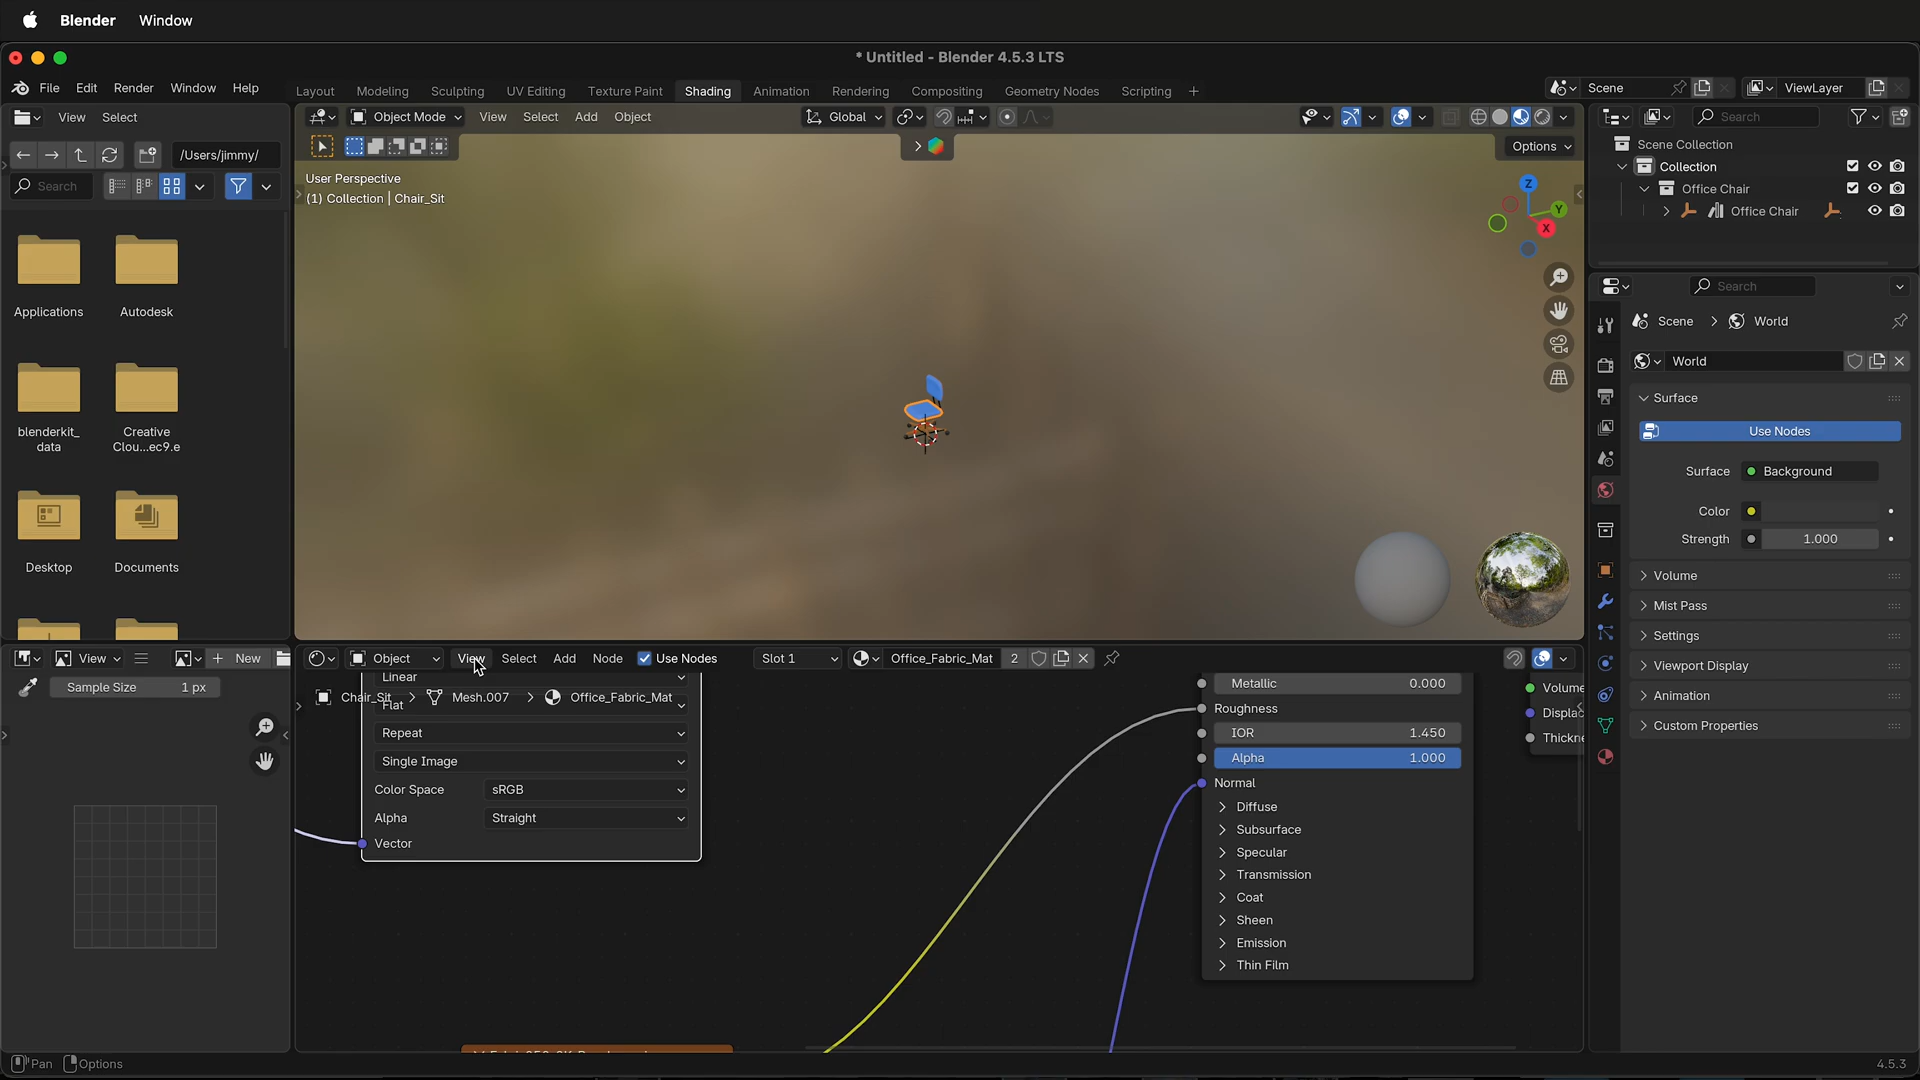 Blender Window
* Untitled - Blender 4.5.3 LTS
File Edit Render Window Help
Layout Modeling Sculpting UV Editing Texture Paint Shading Animation Rendering Compositing Geometry Nodes Scripting +
Scene
ViewLayer
View Select
/Users/jimmy/
Search
Applications
Autodesk
blenderkit_
data
Creative
Clou...ec9.e
Desktop
Documents
Object Mode View Select Add Object
Global
Options
User Perspective
(1) Collection | Chair_Sit
Z
Y
X
Search
Scene Collection
Collection
Office Chair
Office Chair
Search
Scene > World
World
Surface
Use Nodes
Surface Background
Color
Strength 1.000
Volume
Mist Pass
Settings
Viewport Display
Animation
Custom Properties
View
New
Sample Size 1 px
Object View Select Add Node Use Nodes Slot 1 Office_Fabric_Mat 2
Linear
Chair_Sit > Mesh.007 > Office_Fabric_Mat
Flat
Repeat
Single Image
Color Space sRGB
Alpha Straight
Vector
Metallic 0.000
Roughness
IOR 1.450
Alpha 1.000
Normal
Diffuse
Subsurface
Specular
Transmission
Coat
Sheen
Emission
Thin Film
Volume
Displac
Thickne
Pan Options
4.5.3